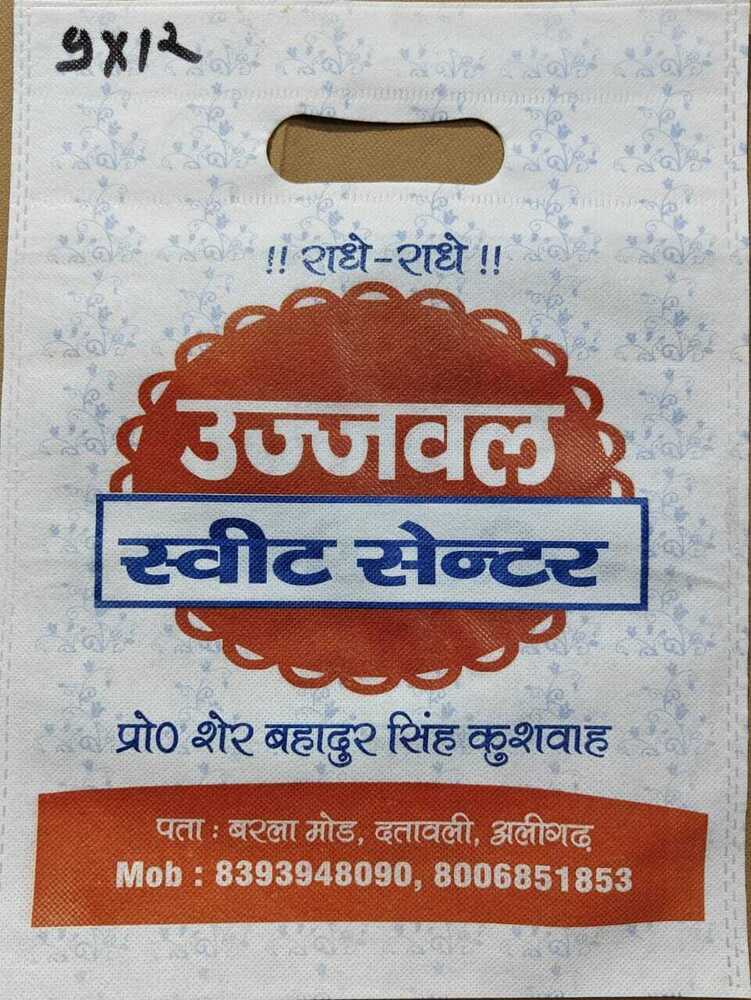 9X12
!! राधे-राधे !!
उज्जवल
स्वीट सेन्टर
प्रो0 शेर बहादुर सिंह कुशवाह
पता : बरला मोड, दतावली, अलीगढ़
Mob : 8393948090, 8006851853